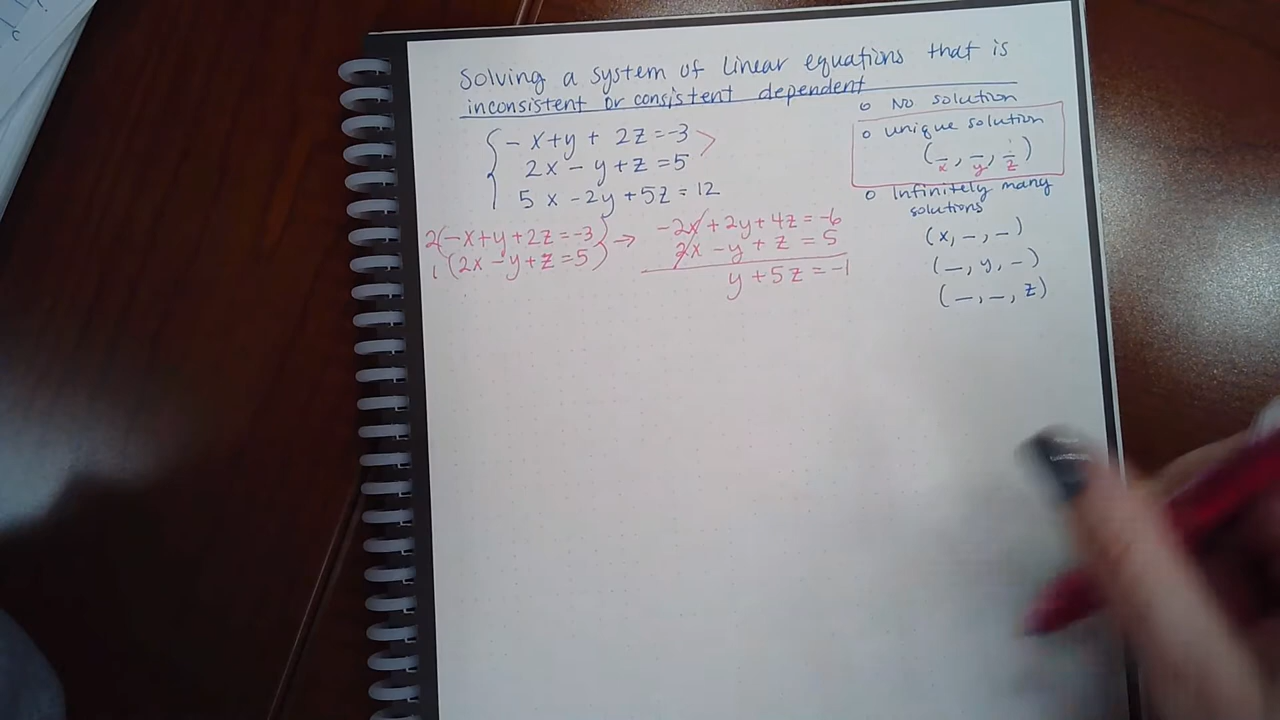 Solving a system of linear equations that is
inconsistent or consistent dependent
o No solution
o unique solution
(_, _, _)
x y z
o Infinitely many
solutions
(x, _, _)
(_, y, _)
(_, _, z)
{ -x+y + 2z = -3
2x - y + z = 5
5x - 2y + 5z = 12
2(-x+y+2z = -3) → -2x + 2y + 4z = -6
1(2x - y + z = 5) 2x - y + z = 5
y + 5z = -1